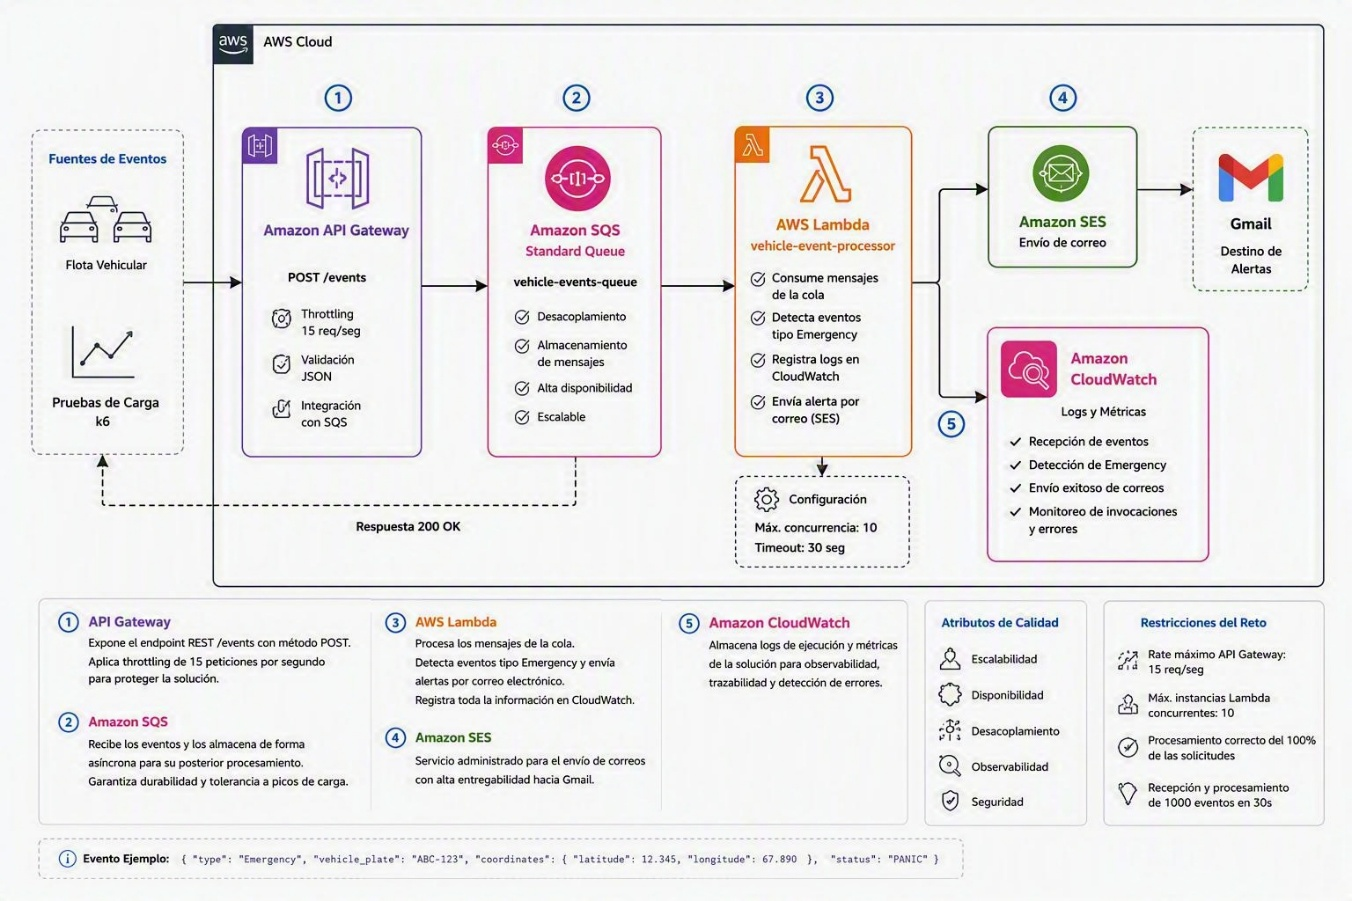 aws
AWS Cloud
1
2
3
4
Fuentes de Eventos
Flota Vehicular
Pruebas de Carga
k6
Amazon API Gateway
POST /events
Throttling
15 req/seg
Validación
JSON
Integración
con SQS
Amazon SQS
Standard Queue
vehicle-events-queue
Desacoplamiento
Almacenamiento
de mensajes
Alta disponibilidad
Escalable
AWS Lambda
vehicle-event-processor
Consume mensajes
de la cola
Detecta eventos
tipo Emergency
Registra logs en
CloudWatch
Envía alerta por
correo (SES)
Amazon SES
Envío de correo
Gmail
Destino de
Alertas
5
Amazon
CloudWatch
Logs y Métricas
Recepción de eventos
Detección de Emergency
Envío exitoso de correos
Monitoreo de invocaciones
y errores
Respuesta 200 OK
Configuración
Máx. concurrencia: 10
Timeout: 30 seg
1 API Gateway
Expone el endpoint REST /events con método POST.
Aplica throttling de 15 peticiones por segundo
para proteger la solución.
2 Amazon SQS
Recibe los eventos y los almacena de forma
asíncrona para su posterior procesamiento.
Garantiza durabilidad y tolerancia a picos de carga.
3 AWS Lambda
Procesa los mensajes de la cola.
Detecta eventos tipo Emergency y envía
alertas por correo electrónico.
Registra toda la información en CloudWatch.
4 Amazon SES
Servicio administrado para el envío de correos
con alta entregabilidad hacia Gmail.
5 Amazon CloudWatch
Almacena logs de ejecución y métricas
de la solución para observabilidad,
trazabilidad y detección de errores.
Atributos de Calidad
Escalabilidad
Disponibilidad
Desacoplamiento
Observabilidad
Seguridad
Restricciones del Reto
Rate máximo API Gateway:
15 req/seg
Máx. instancias Lambda
concurrentes: 10
Procesamiento correcto del 100%
de las solicitudes
Recepción y procesamiento
de 1000 eventos en 30s
i Evento Ejemplo: { "type": "Emergency", "vehicle_plate": "ABC-123", "coordinates": { "latitude": 12.345, "longitude": 67.890 }, "status": "PANIC" }